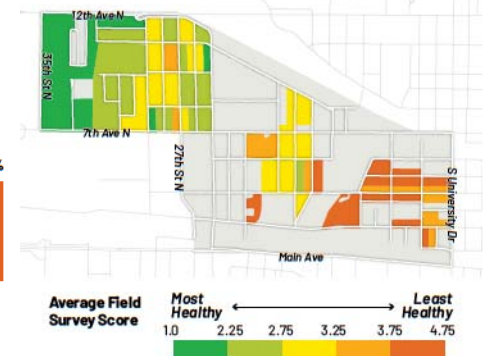 12th Ave N
35th St N
7th Ave N
27th St N
S University Dr
Main Ave
%
Average Field
Survey Score
Most
Healthy
Least
Healthy
1.0 2.25 2.75 3.25 3.75 4.75